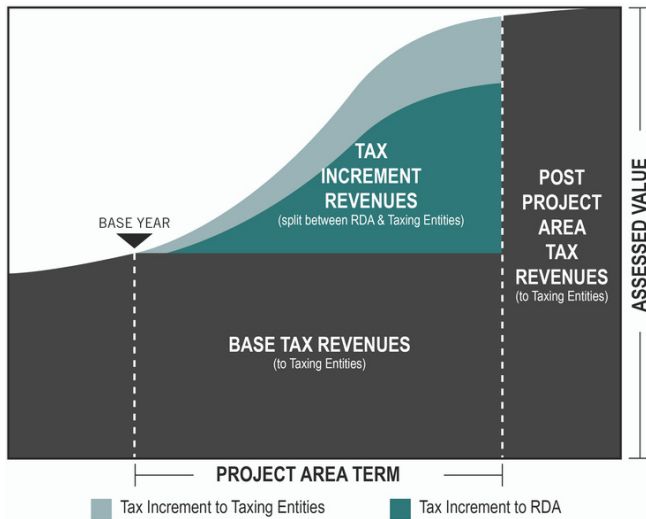 BASE YEAR
TAX
INCREMENT
REVENUES
(split between RDA & Taxing Entities)
POST
PROJECT
AREA
TAX
REVENUES
(to Taxing Entities)
ASSESSED VALUE
BASE TAX REVENUES
(to Taxing Entities)
PROJECT AREA TERM
Tax Increment to Taxing Entities
Tax Increment to RDA